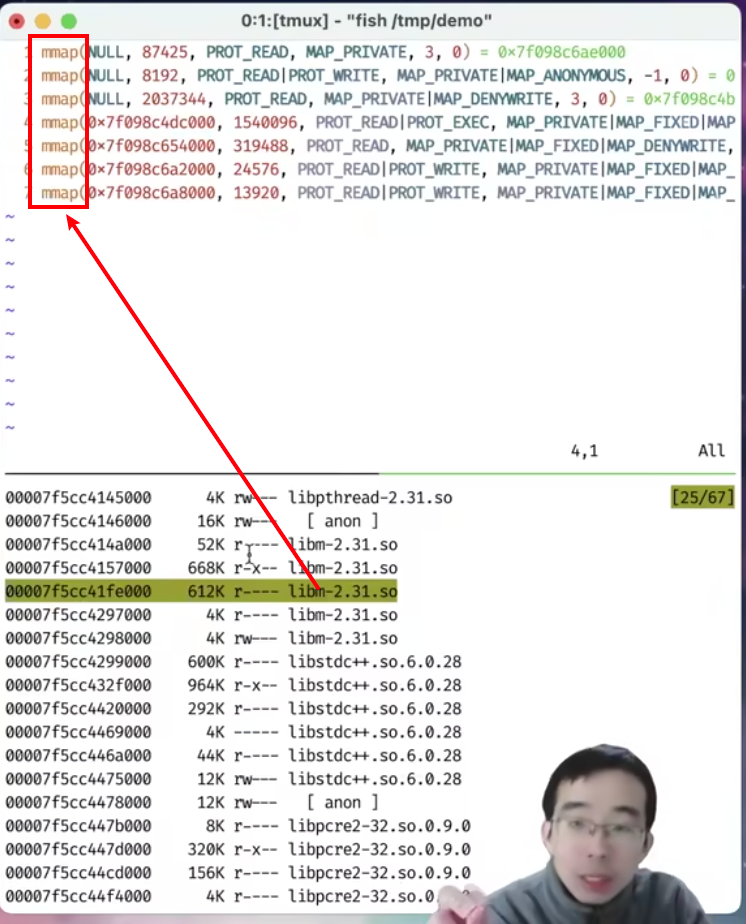 0:1:[tmux] - "fish /tmp/demo"
1 mmap(NULL, 87425, PROT_READ, MAP_PRIVATE, 3, 0) = 0×7f098c6ae000
2 mmap(NULL, 8192, PROT_READ|PROT_WRITE, MAP_PRIVATE|MAP_ANONYMOUS, -1, 0) = 0
3 mmap(NULL, 2037344, PROT_READ, MAP_PRIVATE|MAP_DENYWRITE, 3, 0) = 0×7f098c4b
4 mmap(0×7f098c4dc000, 1540096, PROT_READ|PROT_EXEC, MAP_PRIVATE|MAP_FIXED|MAP
5 mmap(0×7f098c654000, 319488, PROT_READ, MAP_PRIVATE|MAP_FIXED|MAP_DENYWRITE,
6 mmap(0×7f098c6a2000, 24576, PROT_READ|PROT_WRITE, MAP_PRIVATE|MAP_FIXED|MAP_
7 mmap(0×7f098c6a8000, 13920, PROT_READ|PROT_WRITE, MAP_PRIVATE|MAP_FIXED|MAP_
~
~
~
~
~
~
~
~
~
~
4,1 All
00007f5cc4145000 4K rw--- libpthread-2.31.so [25/67]
00007f5cc4146000 16K rw--- [ anon ]
00007f5cc414a000 52K r---- libm-2.31.so
00007f5cc4157000 668K r-x-- libm-2.31.so
00007f5cc41fe000 612K r---- libm-2.31.so
00007f5cc4297000 4K r---- libm-2.31.so
00007f5cc4298000 4K rw--- libm-2.31.so
00007f5cc4299000 600K r---- libstdc++.so.6.0.28
00007f5cc432f000 964K r-x-- libstdc++.so.6.0.28
00007f5cc4420000 292K r---- libstdc++.so.6.0.28
00007f5cc4469000 4K ----- libstdc++.so.6.0.28
00007f5cc446a000 44K r---- libstdc++.so.6.0.28
00007f5cc4475000 12K rw--- libstdc++.so.6.0.28
00007f5cc4478000 12K rw--- [ anon ]
00007f5cc447b000 8K r---- libpcre2-32.so.0.9.0
00007f5cc447d000 320K r-x-- libpcre2-32.so.0.9.0
00007f5cc44cd000 156K r---- libpcre2-32.so.0.9.0
00007f5cc44f4000 4K r---- libpcre2-32.so.0.